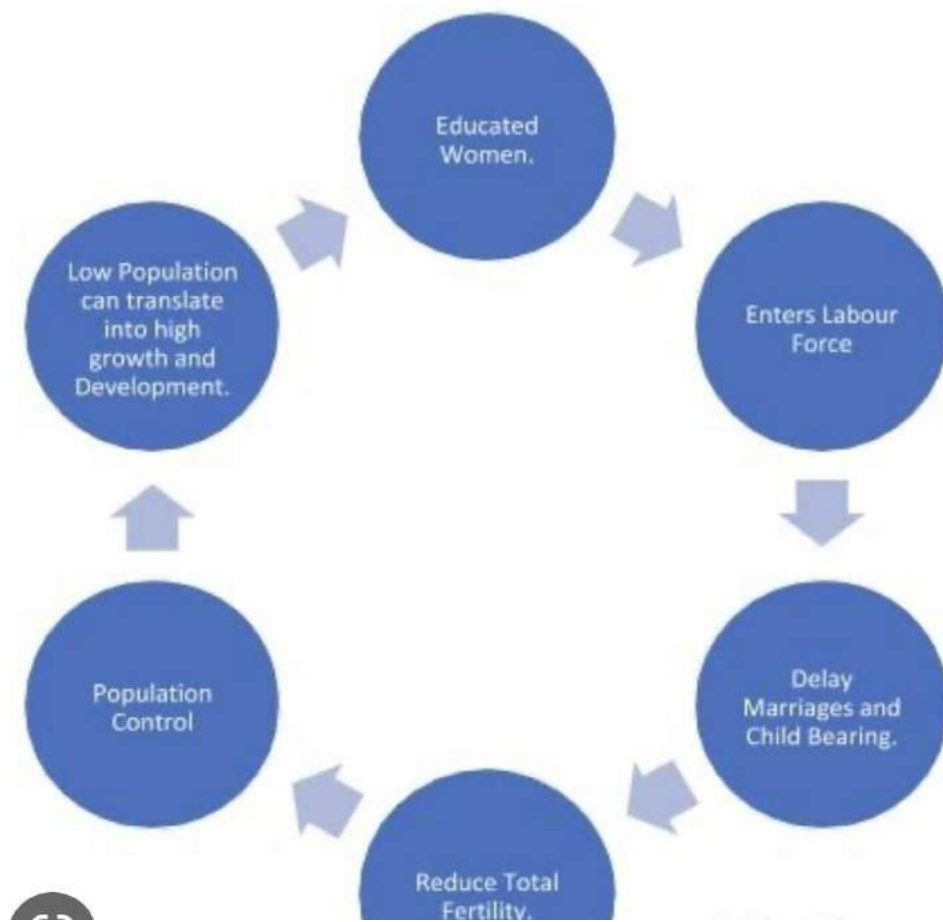 Educated
Women.
Enters Labour
Force
Delay
Marriages and
Child Bearing.
Reduce Total
Fertility.
Population
Control
Low Population
can translate
into high
growth and
Development.